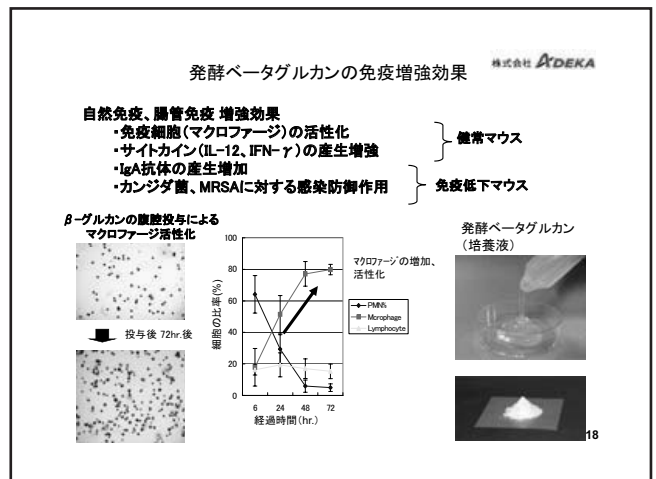 発酵ベータグルカンの免疫増強効果
株式会社 ADEKA
自然免疫、腸管免疫 増強効果
・免疫細胞(マクロファージ)の活性化
・サイトカイン(IL-12、IFN-γ)の産生増強
健常マウス
・IgA抗体の産生増加
・カンジダ菌、MRSAに対する感染防御作用
免疫低下マウス
β-グルカンの腹腔投与による
マクロファージ活性化
投与後 72hr.後
細胞の比率(%)
100
80
60
40
20
0
6 24 48 72
経過時間(hr.)
マクロファージの増加、
活性化
PMN's
Morophage
Lymphocyte
発酵ベータグルカン
(培養液)
18